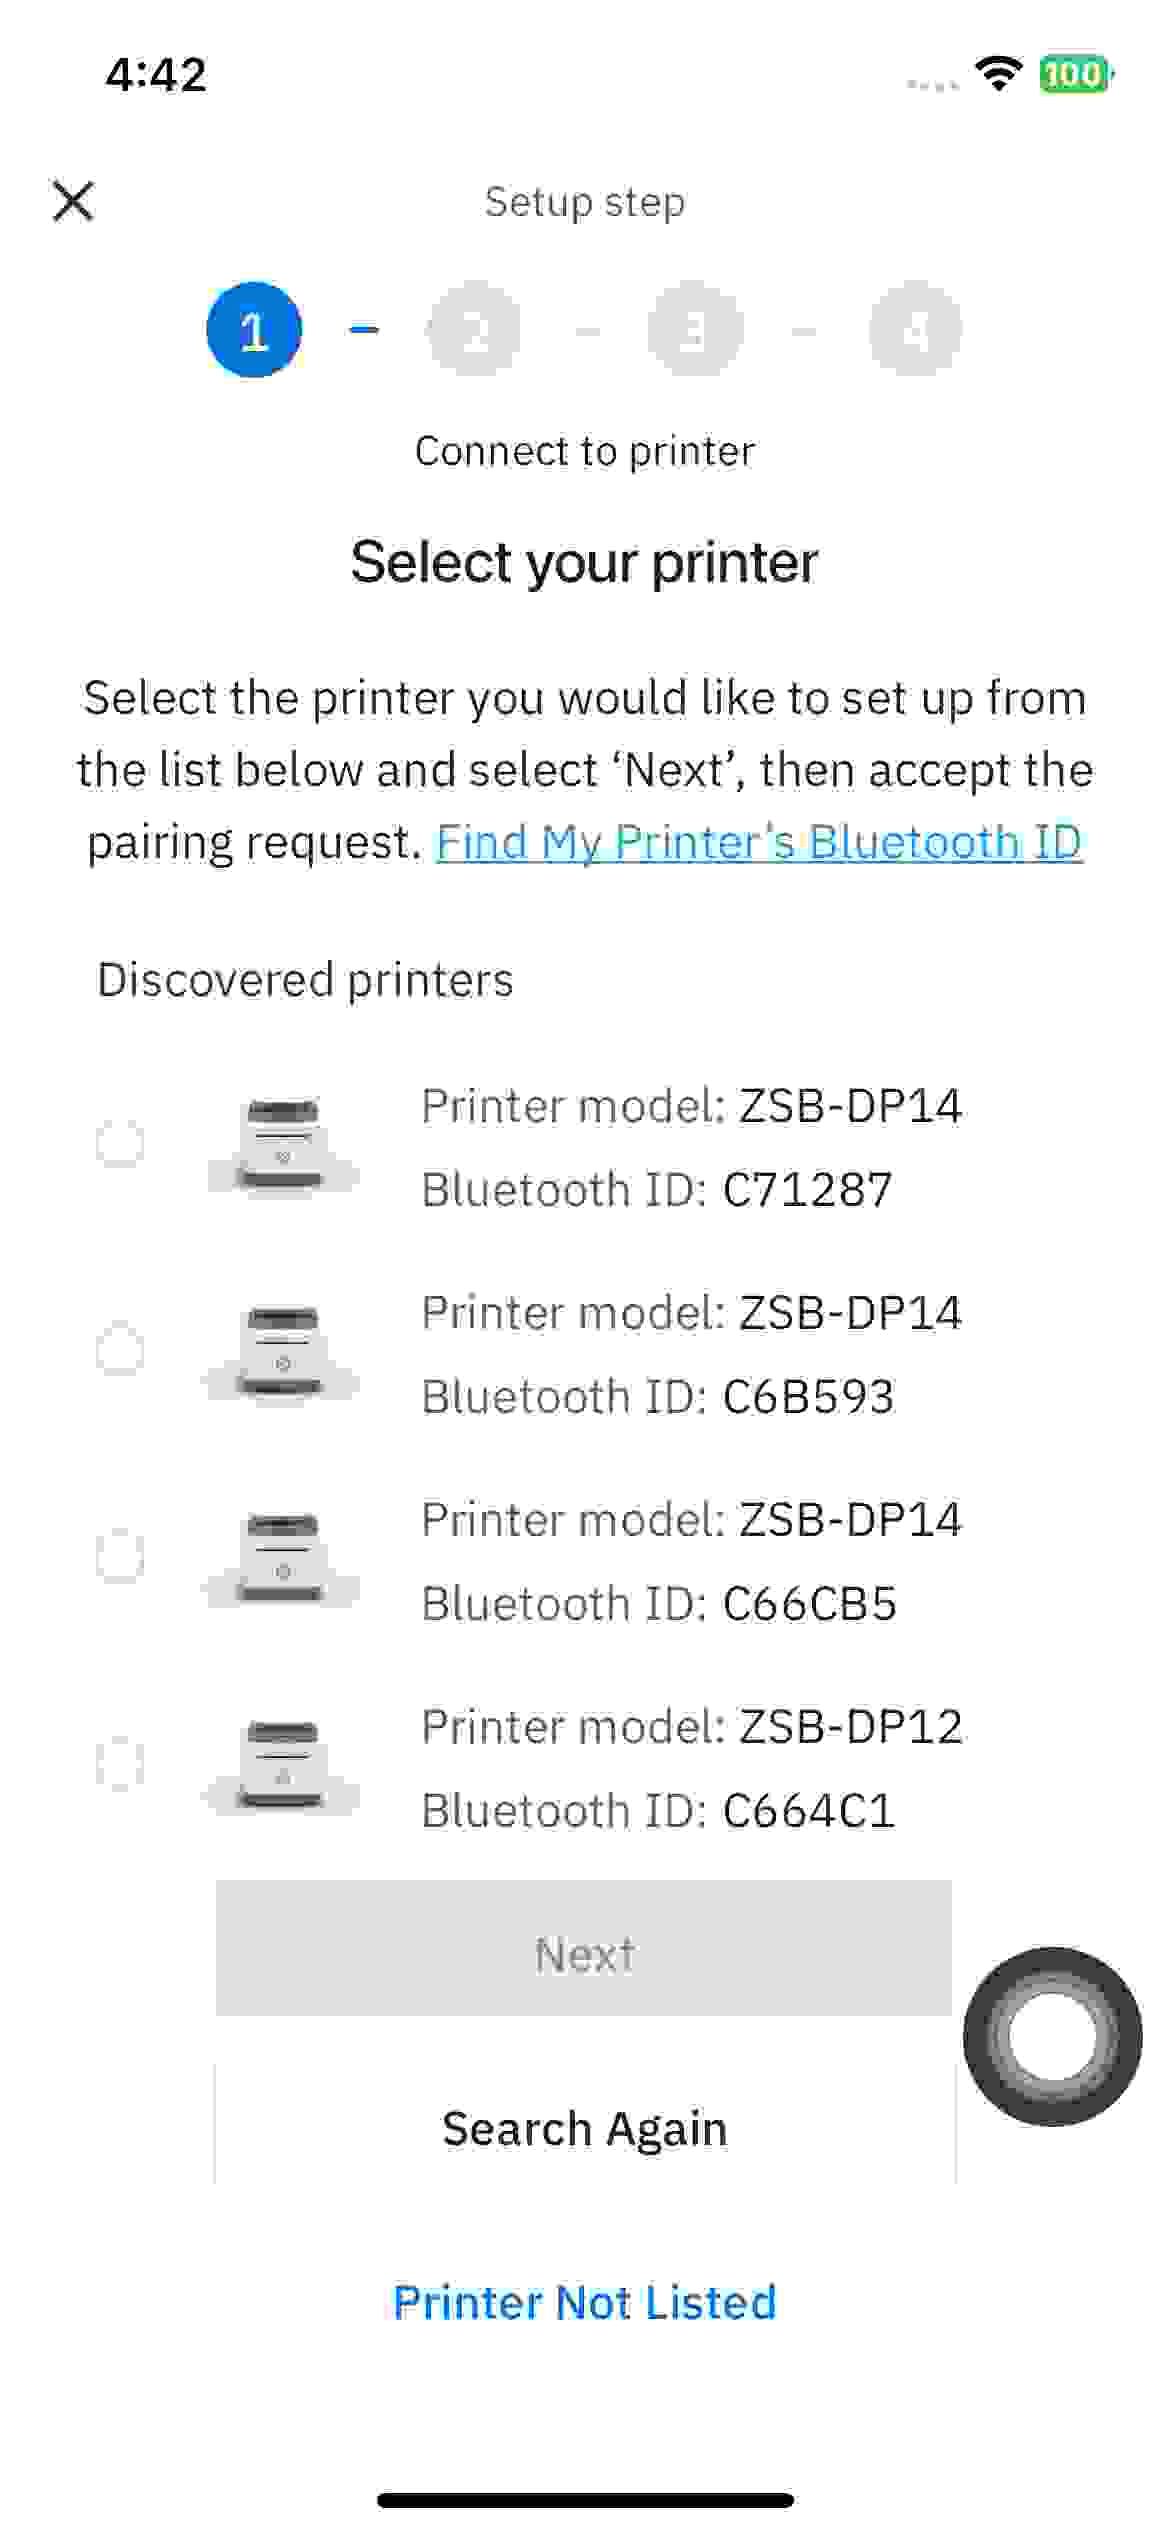 4:42
100
Setup step
1
2
3
4
Connect to printer
Select your printer
Select the printer you would like to set up from
the list below and select ‘Next’, then accept the
pairing request. Find My Printer's Bluetooth ID
Discovered printers
Printer model: ZSB-DP14
Bluetooth ID: C71287
Printer model: ZSB-DP14
Bluetooth ID: C6B593
Printer model: ZSB-DP14
Bluetooth ID: C66CB5
Printer model: ZSB-DP12
Bluetooth ID: C664C1
Next
Search Again
Printer Not Listed